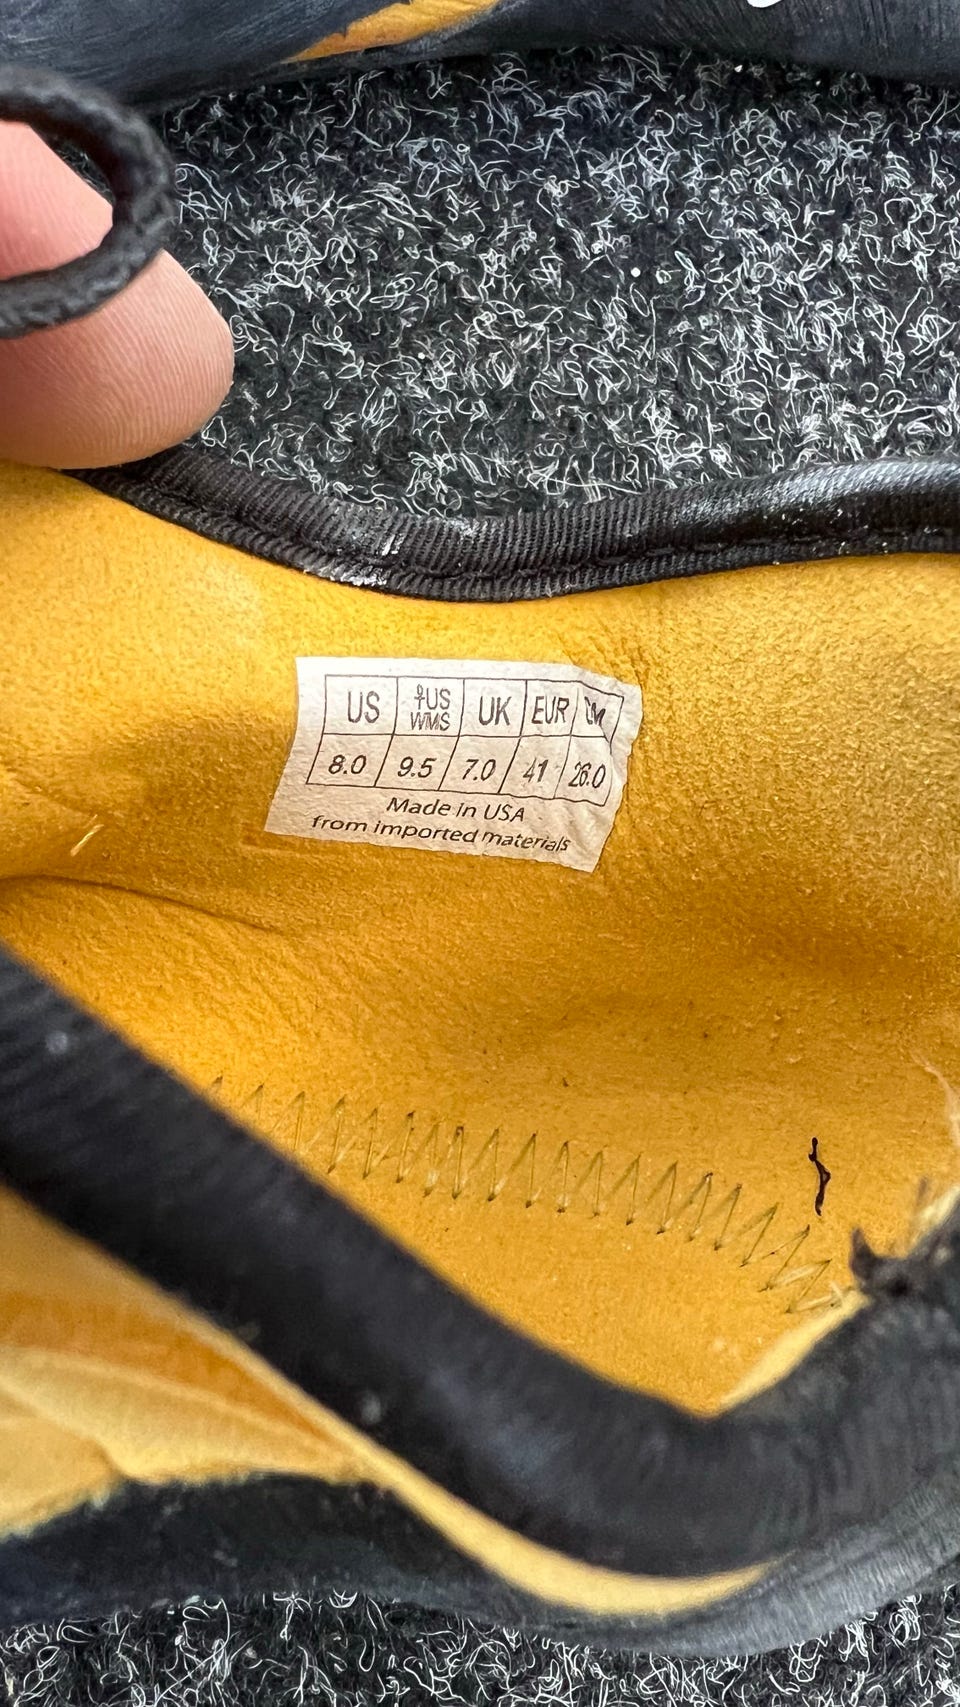 US ♀US WMS UK EUR CM
8.0 9.5 7.0 41 26.0
Made in USA
from imported materials